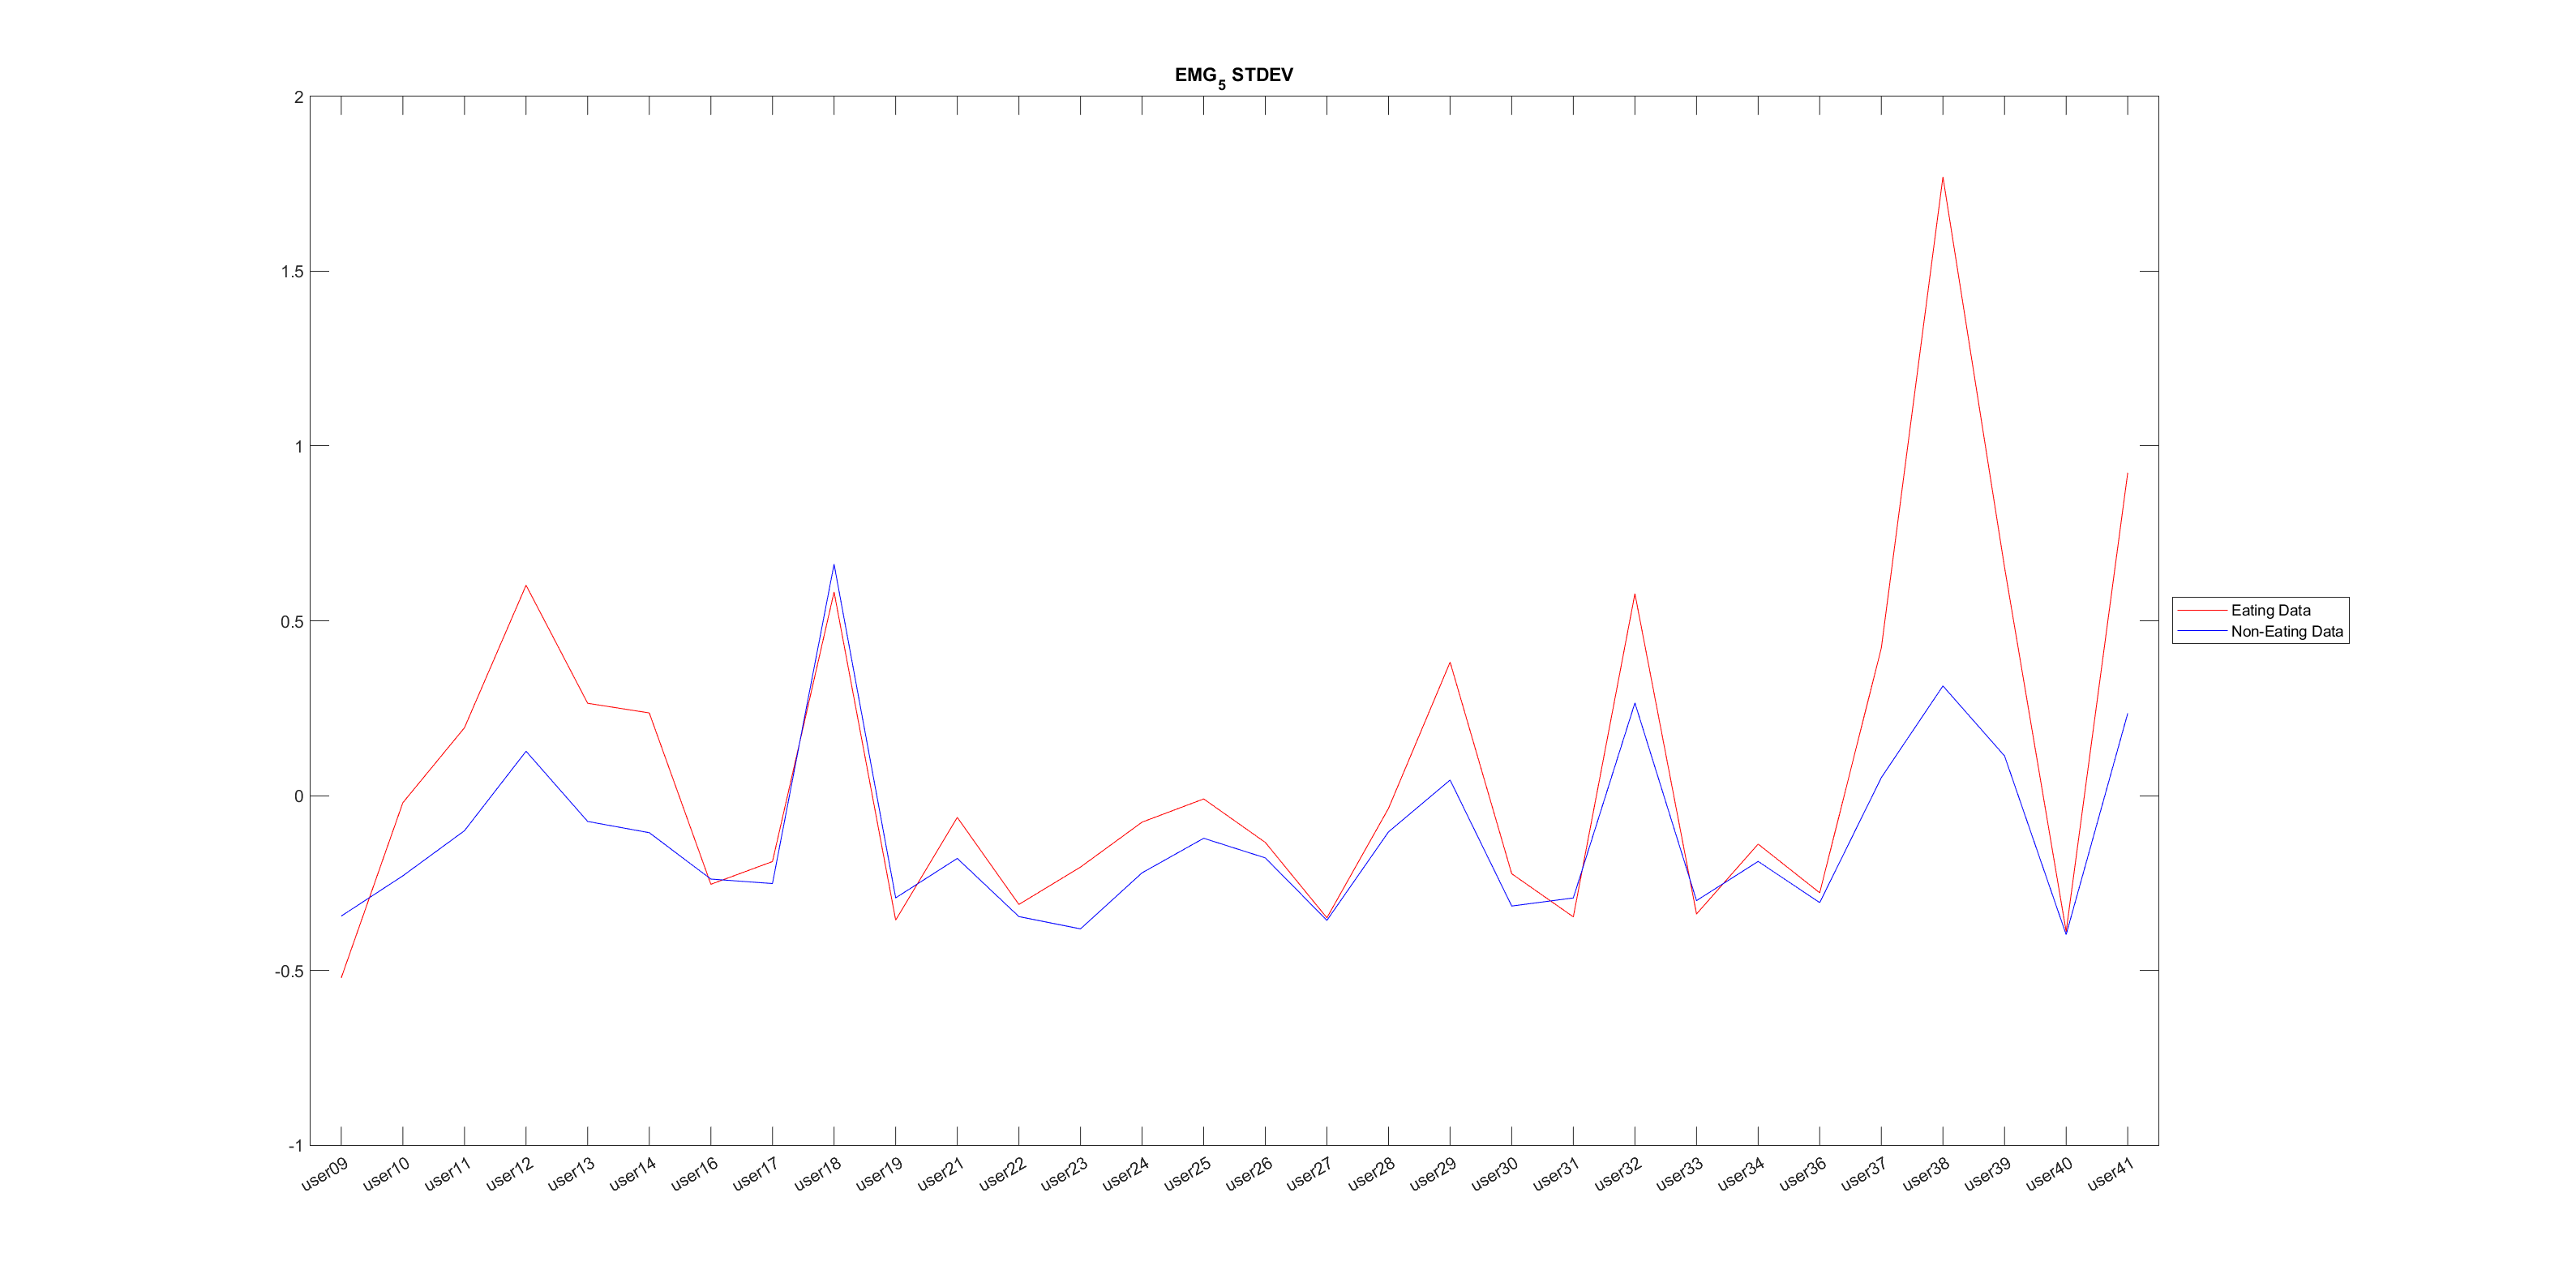 EMG5 STDEV
2
1.5
1
0.5
0
-0.5
-1
user09 user10 user11 user12 user13 user14 user16 user17 user18 user19 user21 user22 user23 user24 user25 user26 user27 user28 user29 user30 user31 user32 user33 user34 user36 user37 user38 user39 user40 user41
Eating Data
Non-Eating Data